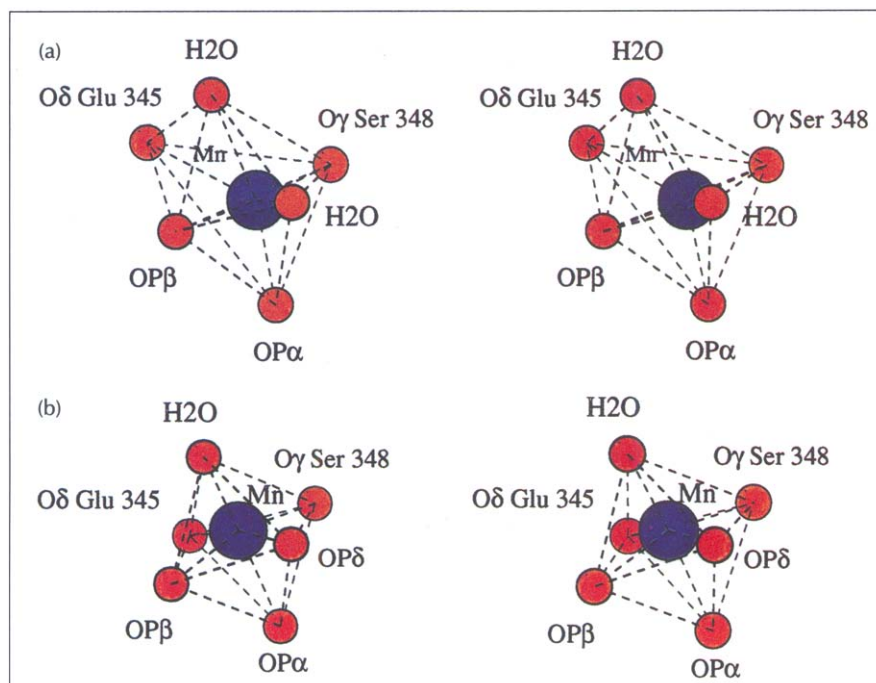 (a)
H2O
H2O
Oδ Glu 345
Oγ Ser 348
Oδ Glu 345
Oγ Ser 348
Mn
Mn
H2O
H2O
OPβ
OPβ
OPα
OPα
(b)
H2O
H2O
Oγ Ser 348
Oγ Ser 348
Oδ Glu 345
Mn
Oδ Glu 345
Mn
OPδ
OPδ
OPβ
OPβ
OPα
OPα